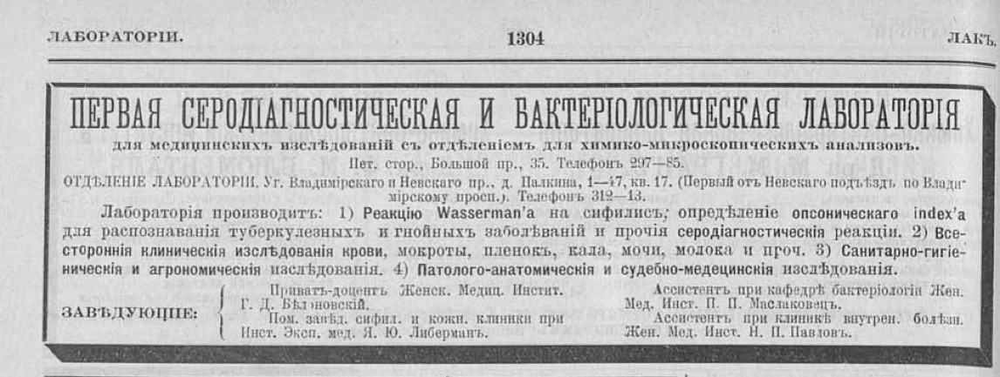 ЛАБОРАТОРІИ.
1304
ЛАКЪ.
ПЕРВАЯ СЕРОДІАГНОСТИЧЕСКАЯ И БАКТЕРІОЛОГИЧЕСКАЯ ЛАБОРАТОРІЯ
для медицинскихъ изслѣдованій съ отдѣленіемъ для химико-микроскопическихъ анализовъ.
Пет. стор., Большой пр., 35. Телефонъ 297—85.
ОТДѢЛЕНІЕ ЛАБОРАТОРІИ. Уг. Владимірскаго и Невскаго пр., д. Палкина, 1—47, кв. 17. (Первый отъ Невскаго подъѣздъ по Влади-
мірскому просп.). Телефонъ 312—13.
Лабораторія производитъ: 1) Реакцію Wasserman'a на сифилисъ; опредѣленіе опсоническаго index'a
для распознаванія туберкулезныхъ и гнойныхъ заболѣваній и прочія серодіагностическія реакціи. 2) Все-
стороннія клиническія изслѣдованія крови, мокроты, пленокъ, кала, мочи, молока и проч. 3) Санитарно-гигіе-
ническія и агрономическія изслѣдованія. 4) Патолого-анатомическія и судебно-медецинскія изслѣдованія.
ЗАВѢДУЮЩІЕ:
Приватъ-доцентъ Женск. Медиц. Инстит.
Г. Д. Бѣлоновскій.
Пом. завѣд. сифил. и кожн. клиники при
Инст. Эксп. мед. Я. Ю. Либерманъ.
Ассистентъ при кафедрѣ бактеріологіи Жен.
Мед. Инст. П. П. Маслаковецъ.
Ассистентъ при клиникѣ внутрен. болѣзн.
Жен. Мед. Инст. Н. П. Павловъ.